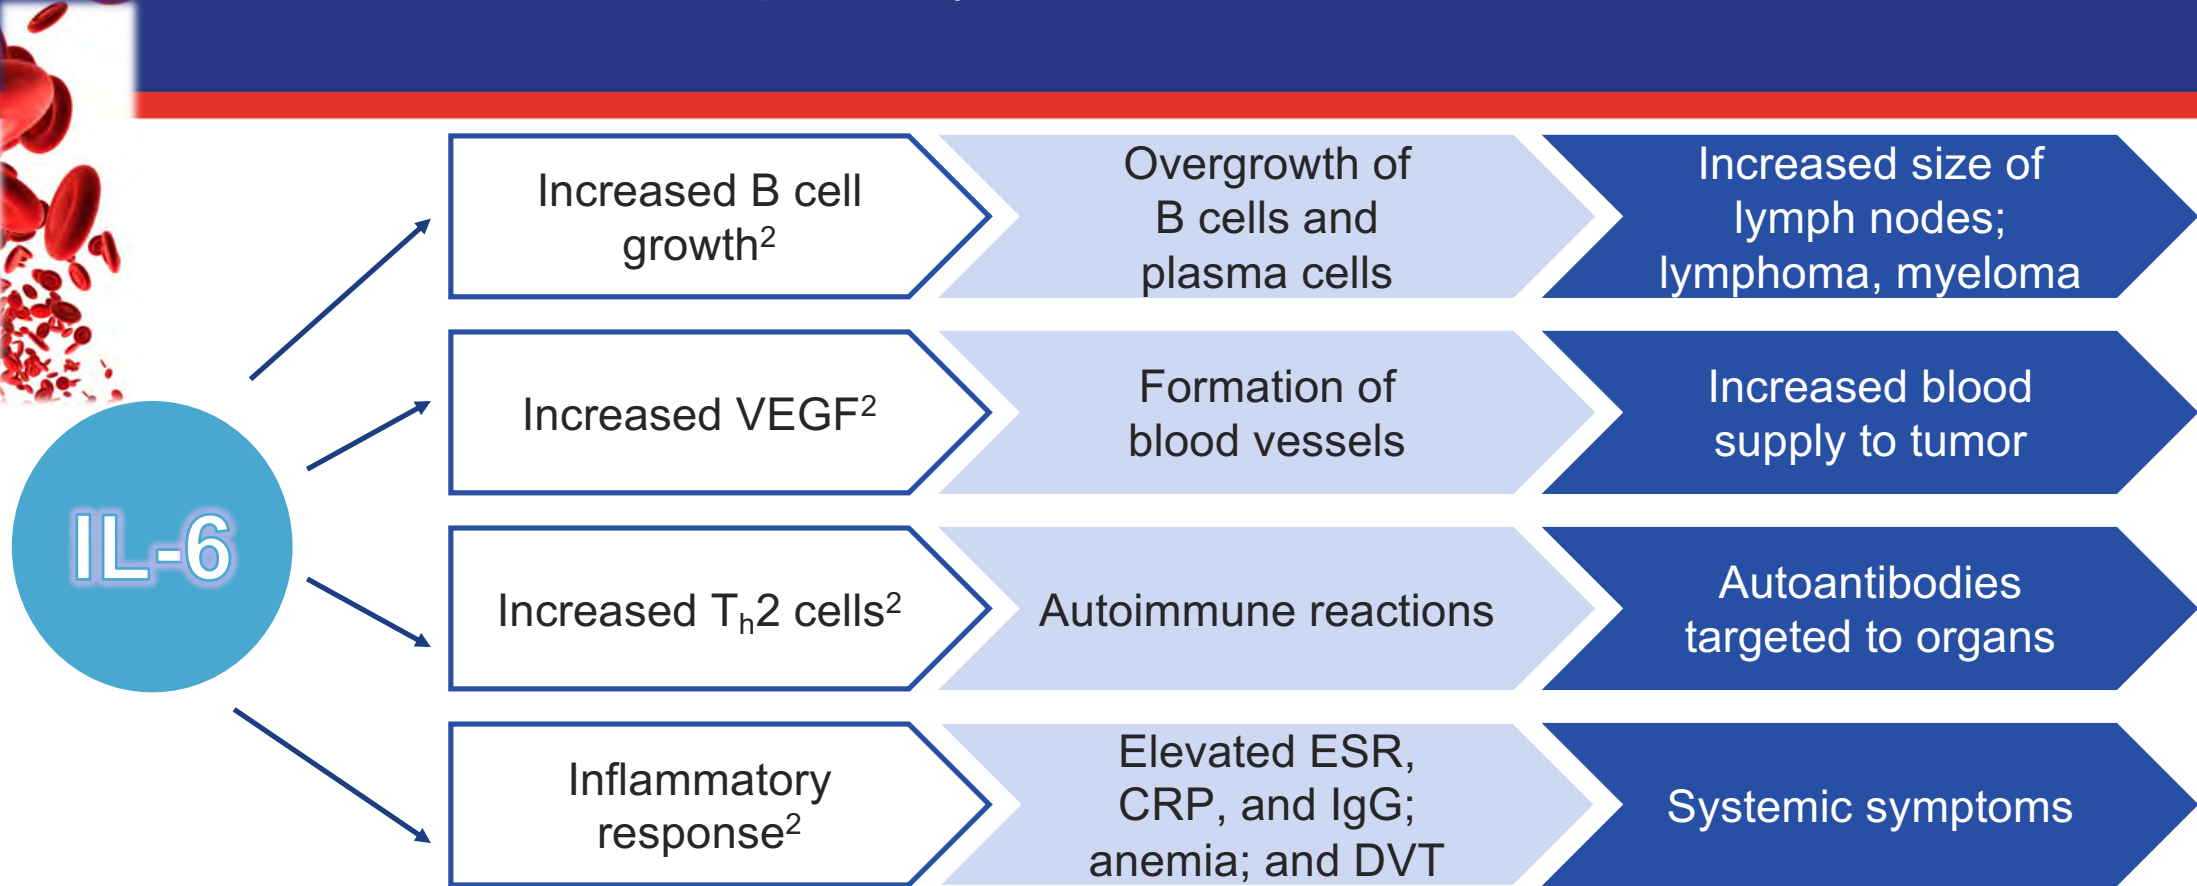 Increased B cell
growth²
Overgrowth of
B cells and
plasma cells
Increased size of
lymph nodes;
lymphoma, myeloma
Increased VEGF²
Formation of
blood vessels
Increased blood
supply to tumor
IL-6
Increased Tₕ2 cells²
Autoimmune reactions
Autoantibodies
targeted to organs
Inflammatory
response²
Elevated ESR,
CRP, and IgG;
anemia; and DVT
Systemic symptoms